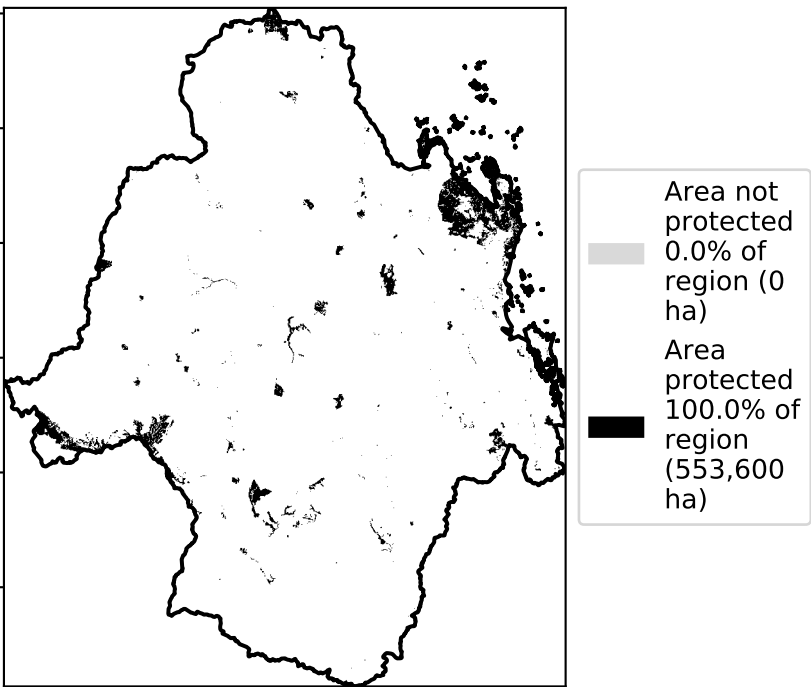 Area not
protected
0.0% of
region (0
ha)
Area
protected
100.0% of
region
(553,600
ha)